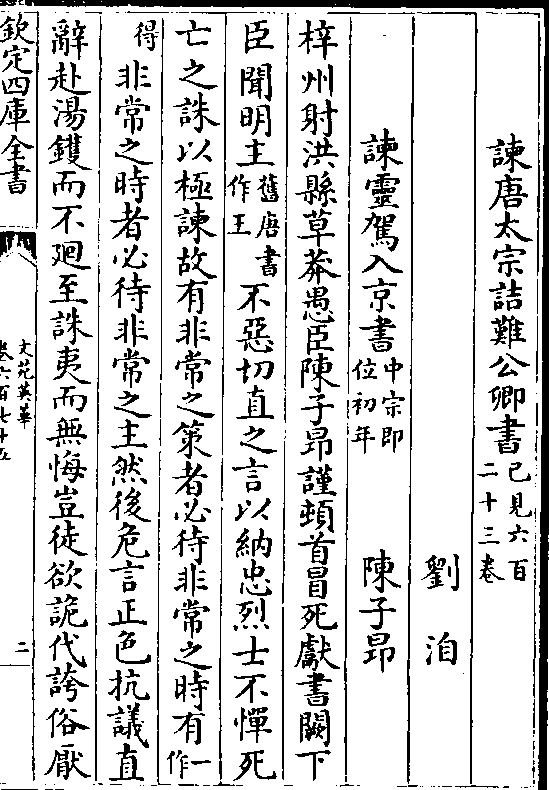 諫唐太宗詰難公卿書已見六百二十三卷
劉洎
諫靈駕入京書中宗即位初年 陳子昂
梓州射洪縣草莽愚臣陳子昂謹頓首冒死獻書闕下
臣聞明主舊唐書作王不惡切直之言以納忠烈士不憚死
亡之誅以極諫故有非常之策者必待非常之時有一作
得非常之時者必待非常之主然後危言正色抗議直
辭赴湯鑊而不廻至誅夷而無悔豈徒欲詭代誇俗厭
欽定四庫全書
文苑英華
卷六百七十五
二